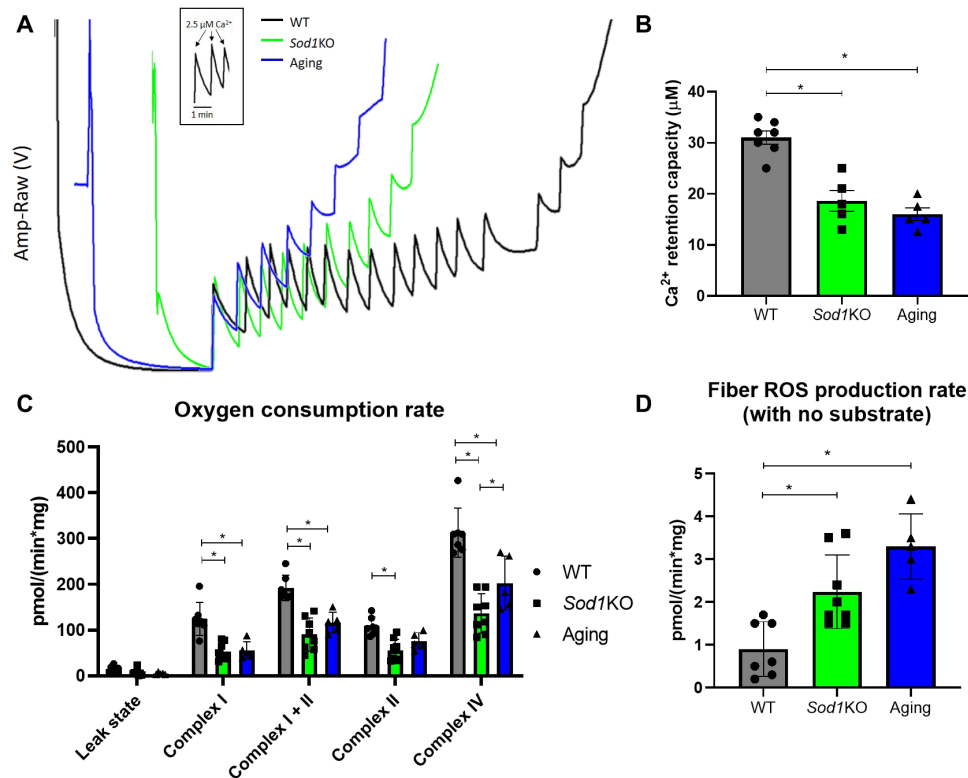 A
Amp-Raw (V)
2.5 µM Ca²⁺
1 min
WT
Sod1KO
Aging
B
Ca²⁺ retention capacity (µM)
40
30
20
10
0
*
*
WT
Sod1KO
Aging
C
Oxygen consumption rate
pmol/(min*mg)
500
400
300
200
100
0
*
*
*
*
*
*
*
*
Leak state
Complex I
Complex I + II
Complex II
Complex IV
WT
Sod1KO
Aging
D
Fiber ROS production rate
(with no substrate)
pmol/(min*mg)
5
4
3
2
1
0
*
*
WT
Sod1KO
Aging